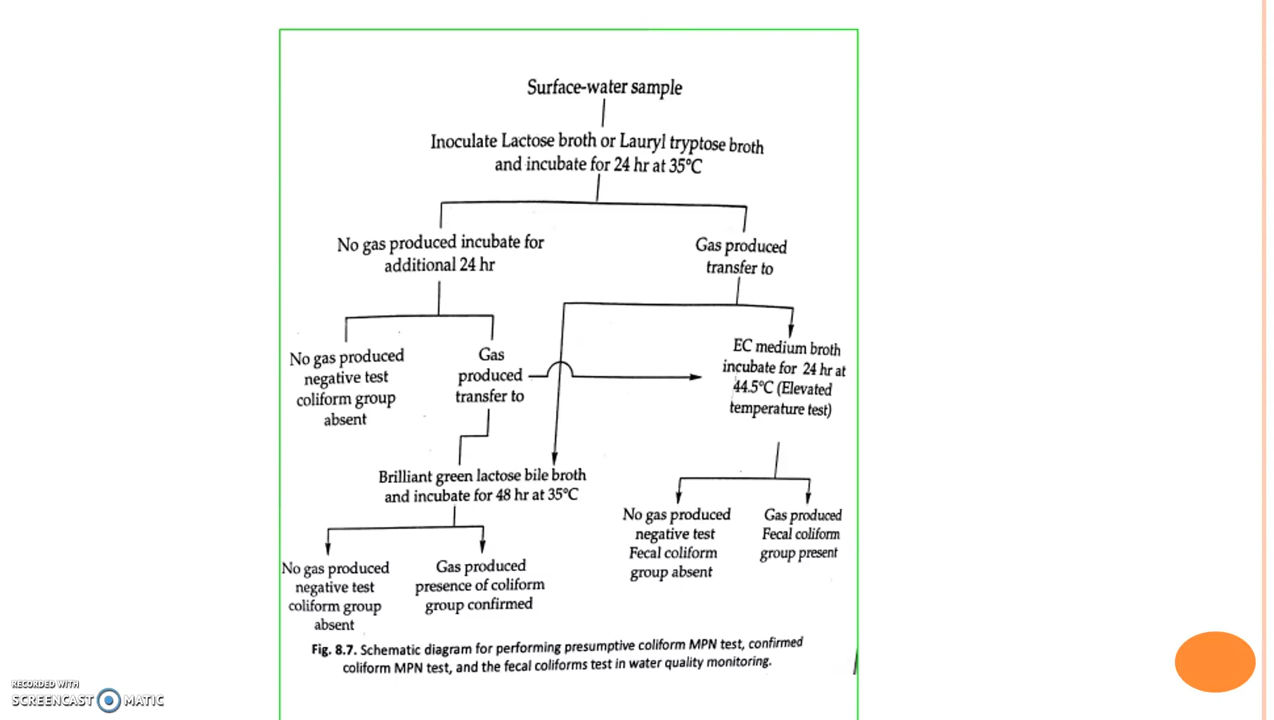 Surface-water sample
Inoculate Lactose broth or Lauryl tryptose broth
and incubate for 24 hr at 35°C
No gas produced incubate for
additional 24 hr
Gas produced
transfer to
No gas produced
negative test
coliform group
absent
Gas
produced
transfer to
EC medium broth
incubate for 24 hr at
44.5°C (Elevated
temperature test)
Brilliant green lactose bile broth
and incubate for 48 hr at 35°C
No gas produced
negative test
Fecal coliform
group absent
Gas produced
Fecal coliform
group present
No gas produced
negative test
coliform group
absent
Gas produced
presence of coliform
group confirmed
Fig. 8.7. Schematic diagram for performing presumptive coliform MPN test, confirmed
coliform MPN test, and the fecal coliforms test in water quality monitoring.
RECORDED WITH
SCREENCAST MATIC